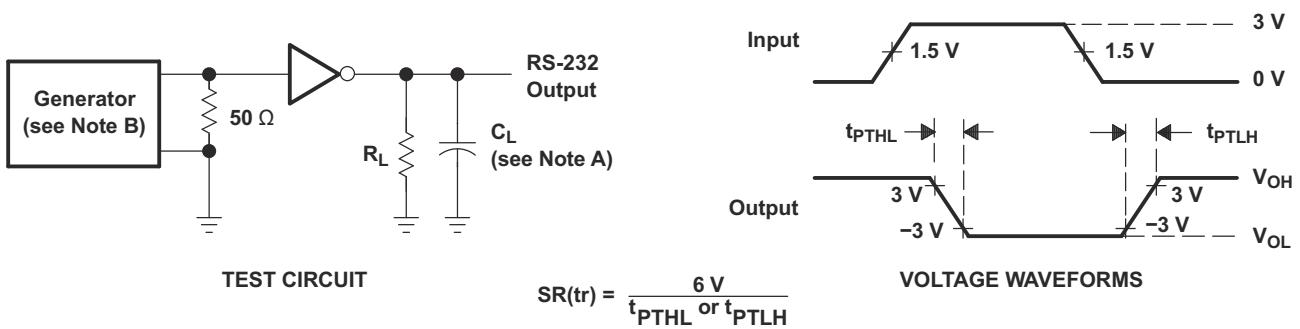 Generator
(see Note B)
50 Ω
RS-232
Output
R_L
C_L
(see Note A)
TEST CIRCUIT
Input
3 V
1.5 V
1.5 V
0 V
t_PTHL
t_PTLH
Output
V_OH
3 V
3 V
−3 V
−3 V
V_OL
VOLTAGE WAVEFORMS
SR(tr) = 6 V / t_PTHL or t_PTLH